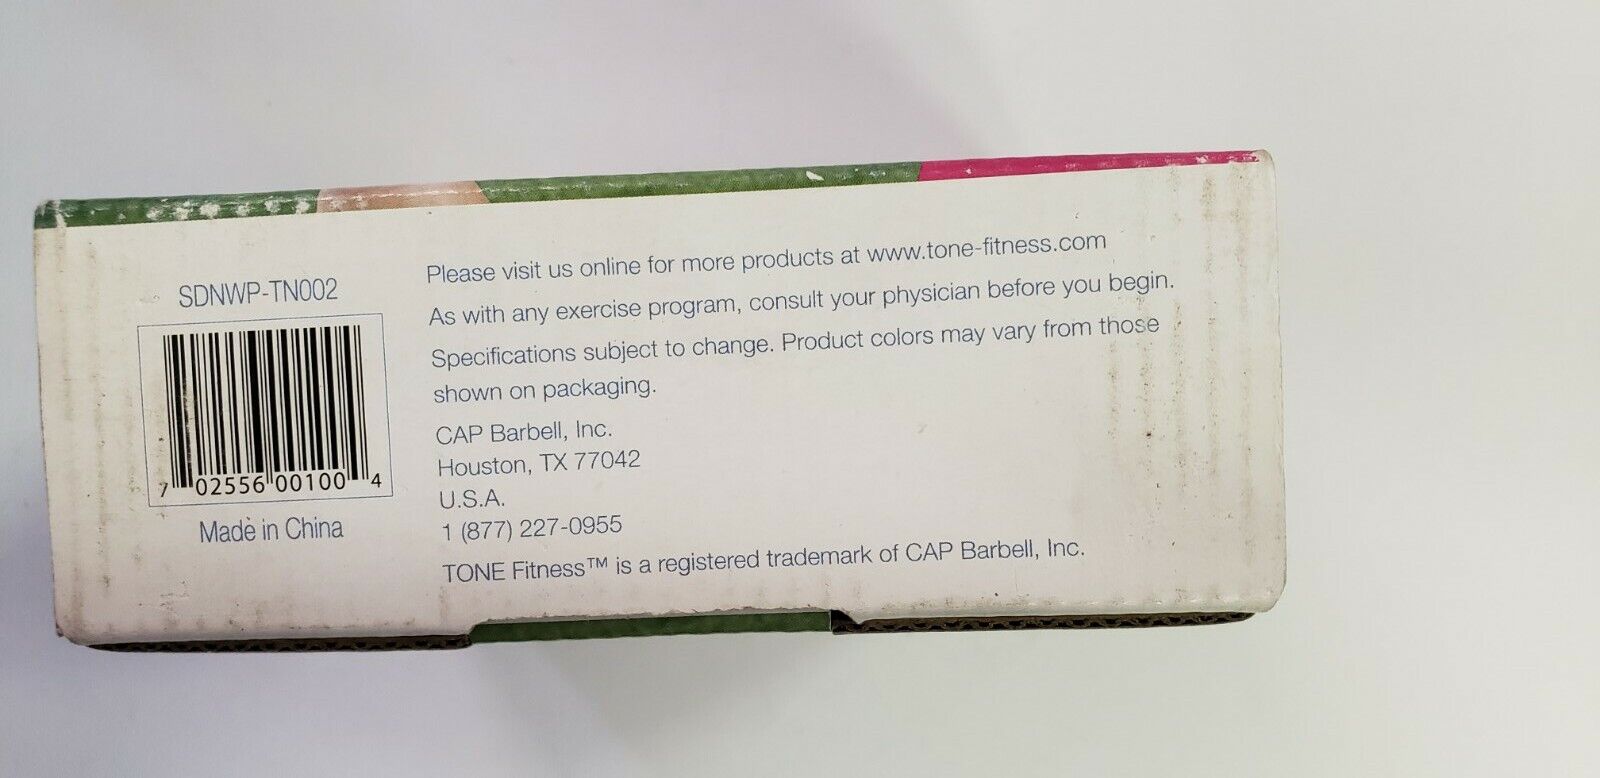 SDNWP-TN002
7 02556 00100 4
Made in China
Please visit us online for more products at www.tone-fitness.com
As with any exercise program, consult your physician before you begin.
Specifications subject to change. Product colors may vary from those
shown on packaging.
CAP Barbell, Inc.
Houston, TX 77042
U.S.A.
1 (877) 227-0955
TONE Fitness™ is a registered trademark of CAP Barbell, Inc.